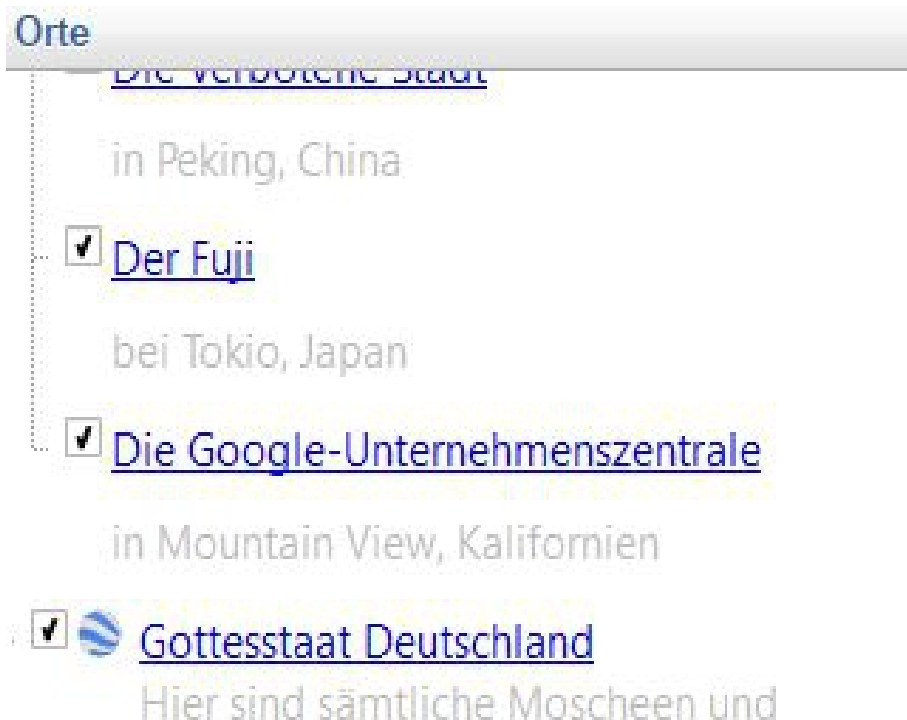 Orte
Die Verbotene Stadt
in Peking, China
Der Fuji
bei Tokio, Japan
Die Google-Unternehmenszentrale
in Mountain View, Kalifornien
Gottesstaat Deutschland
Hier sind sämtliche Moscheen und